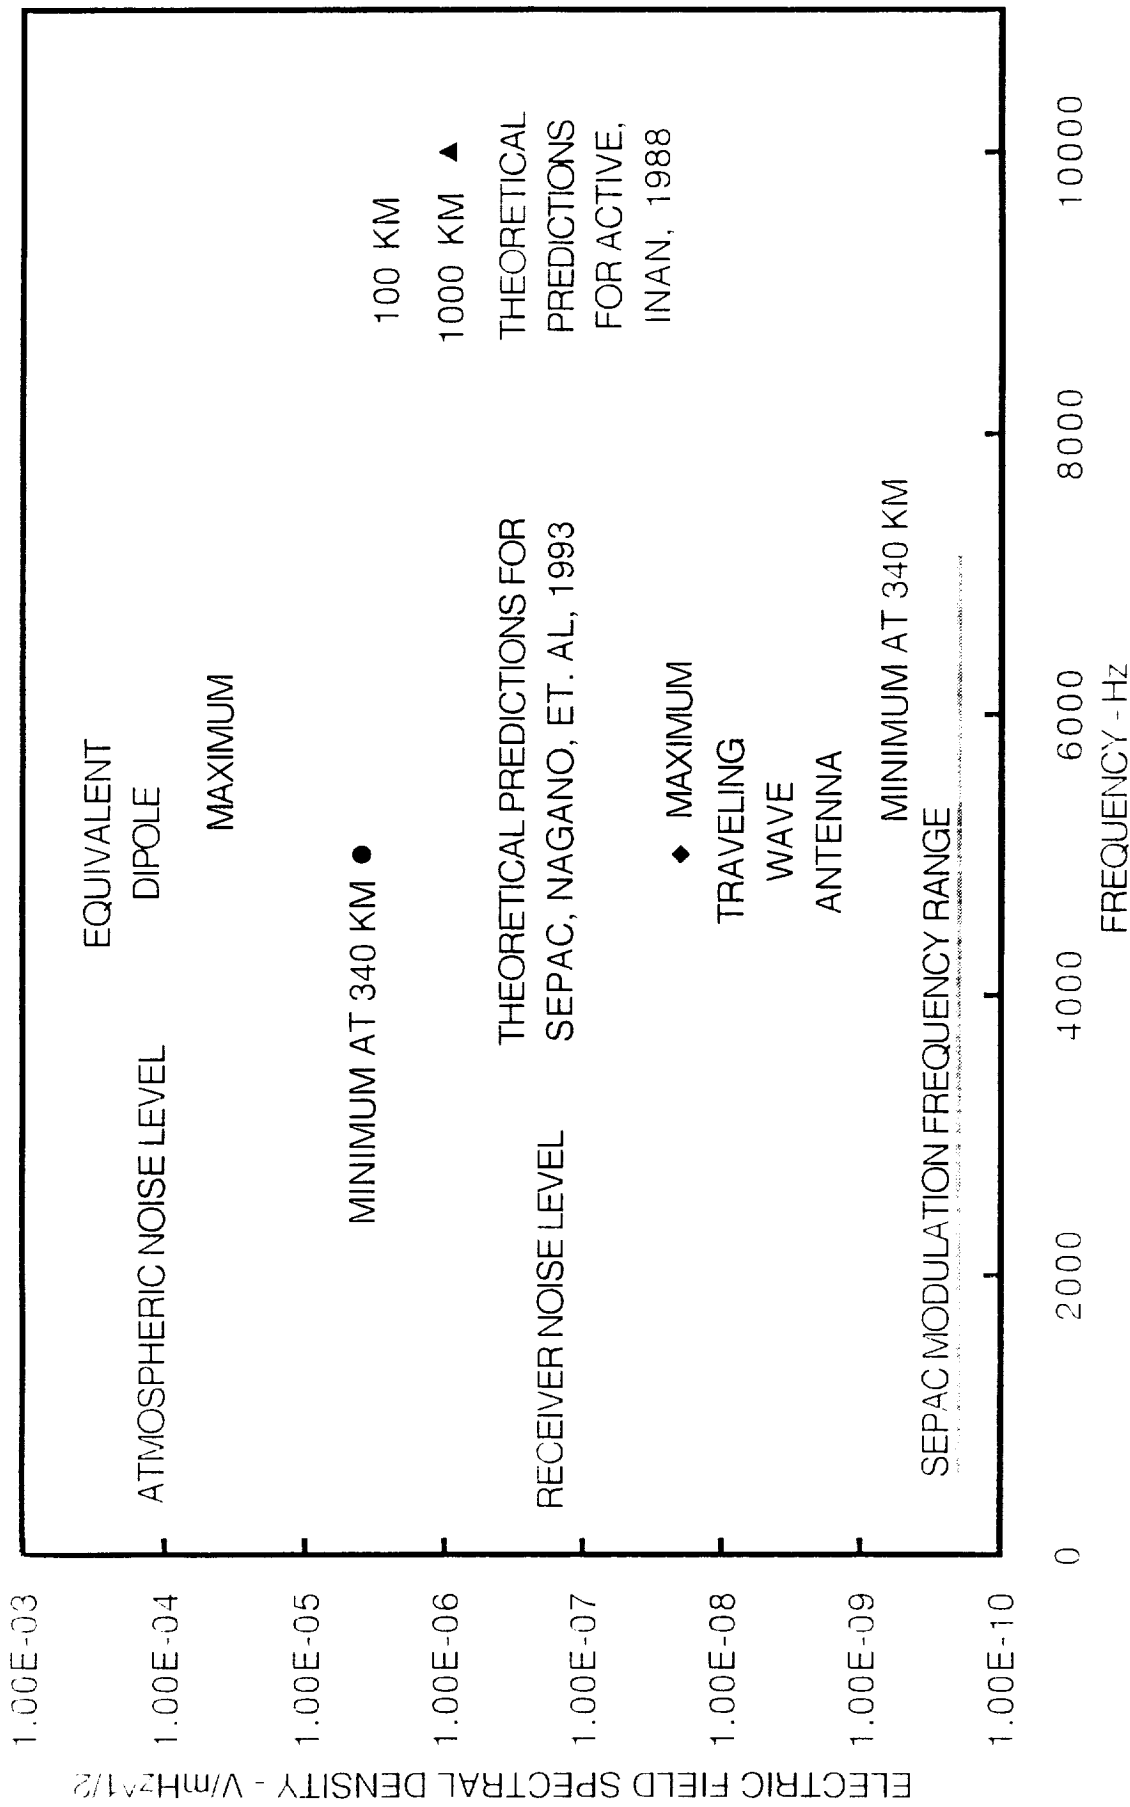 ELECTRIC FIELD SPECTRAL DENSITY - V/mHz^1/2
1.00E-03
1.00E-04
1.00E-05
1.00E-06
1.00E-07
1.00E-08
1.00E-09
1.00E-10
EQUIVALENT
DIPOLE
ATMOSPHERIC NOISE LEVEL
MAXIMUM
MINIMUM AT 340 KM
100 KM
1000 KM
THEORETICAL
PREDICTIONS
FOR ACTIVE,
INAN, 1988
THEORETICAL PREDICTIONS FOR
SEPAC, NAGANO, ET. AL, 1993
RECEIVER NOISE LEVEL
MAXIMUM
TRAVELING
WAVE
ANTENNA
MINIMUM AT 340 KM
SEPAC MODULATION FREQUENCY RANGE
0
2000
4000
6000
8000
10000
FREQUENCY - Hz